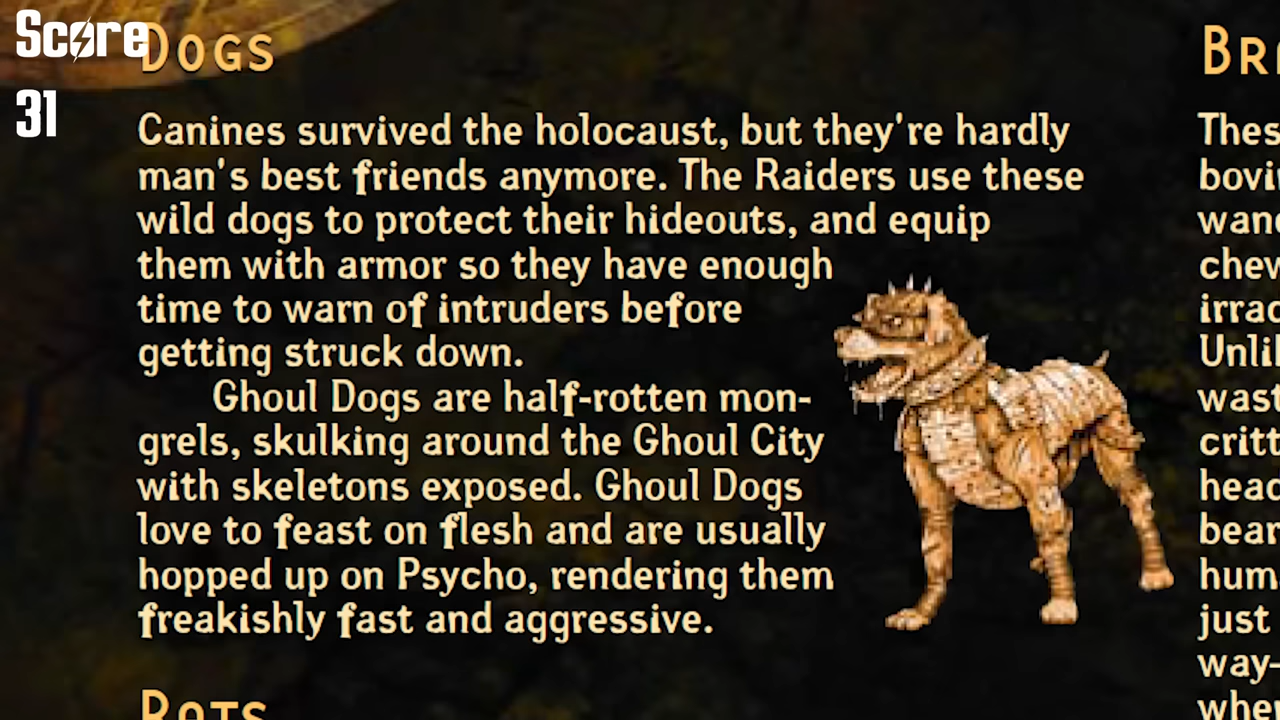 Score
31
DOGS
Canines survived the holocaust, but they're hardly
man's best friends anymore. The Raiders use these
wild dogs to protect their hideouts, and equip
them with armor so they have enough
time to warn of intruders before
getting struck down.
Ghoul Dogs are half-rotten mon-
grels, skulking around the Ghoul City
with skeletons exposed. Ghoul Dogs
love to feast on flesh and are usually
hopped up on Psycho, rendering them
freakishly fast and aggressive.
RATS
just
way-